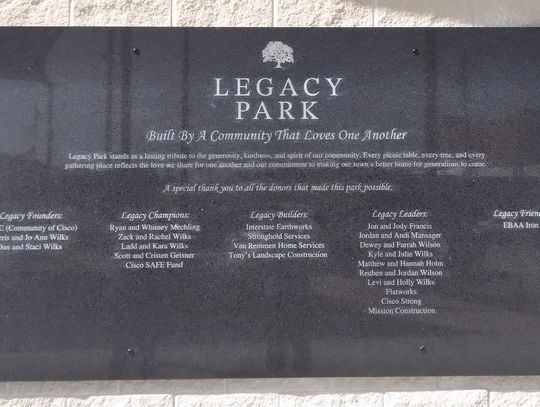 LEGACY
PARK
Built By A Community That Loves One Another
Legacy Park stands as a lasting tribute to the generosity, kindness, and spirit of our community. Every picnic table, every tree, and every
gathering place reflects the love we share for one another and our commitment to making our town a better home for generations to come.
A special thank you to all the donors that made this park possible.
Legacy Founders:
(Community of Cisco)
and Jo Ann Wilks
Dan and Staci Wilks
Legacy Champions:
Ryan and Whitney Mechling
Zack and Rachel Wilks
Ladd and Kara Wilks
Scott and Cristen Geisner
Cisco SAFE Fund
Legacy Builders:
Interstate Earthworks
Stronghold Services
Van Remmen Home Services
Tony's Landscape Construction
Legacy Leaders:
Jon and Jody Francis
Jordan and Andi Mansager
Dewey and Farrah Wilson
Kyle and Julie Wilks
Matthew and Hannah Holm
Reuben and Jordan Wilson
Levi and Holly Wilks
Flatworks
Cisco Strong
Mission Construction
Legacy
EBAA Iron